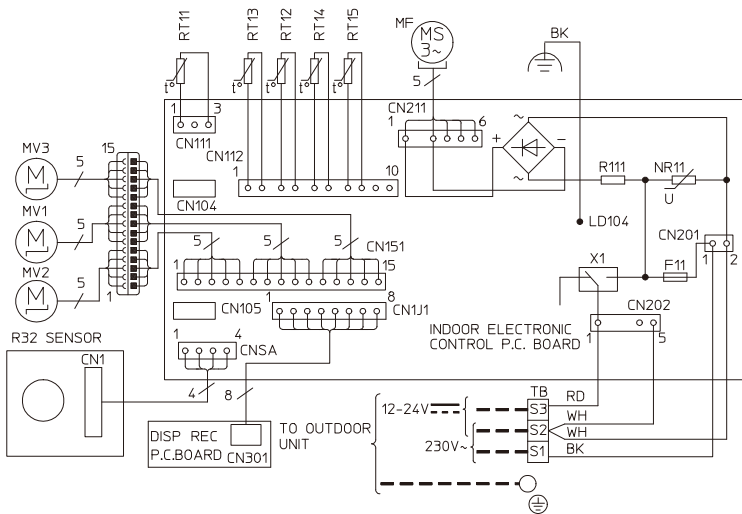 RT11
RT13
RT12
RT14
RT15
MF
MS
3~
BK
t°
t°
t°
t°
t°
5
1
3
CN211
1
6
CN111
CN112
1
10
+
~
−
~
R111
NR11
U
MV3
M
5
15
MV1
M
5
MV2
M
5
1
CN104
LD104
CN201
1
2
5
5
5
CN151
1
15
X1
F11
CN105
8
1
CN1J1
CN202
1
5
INDOOR ELECTRONIC
CONTROL P.C. BOARD
R32 SENSOR
CN1
1
4
CNSA
4
8
DISP REC
P.C.BOARD
CN301
TO OUTDOOR
UNIT
12-24V
230V~
TB
S3
S2
S1
RD
WH
WH
BK